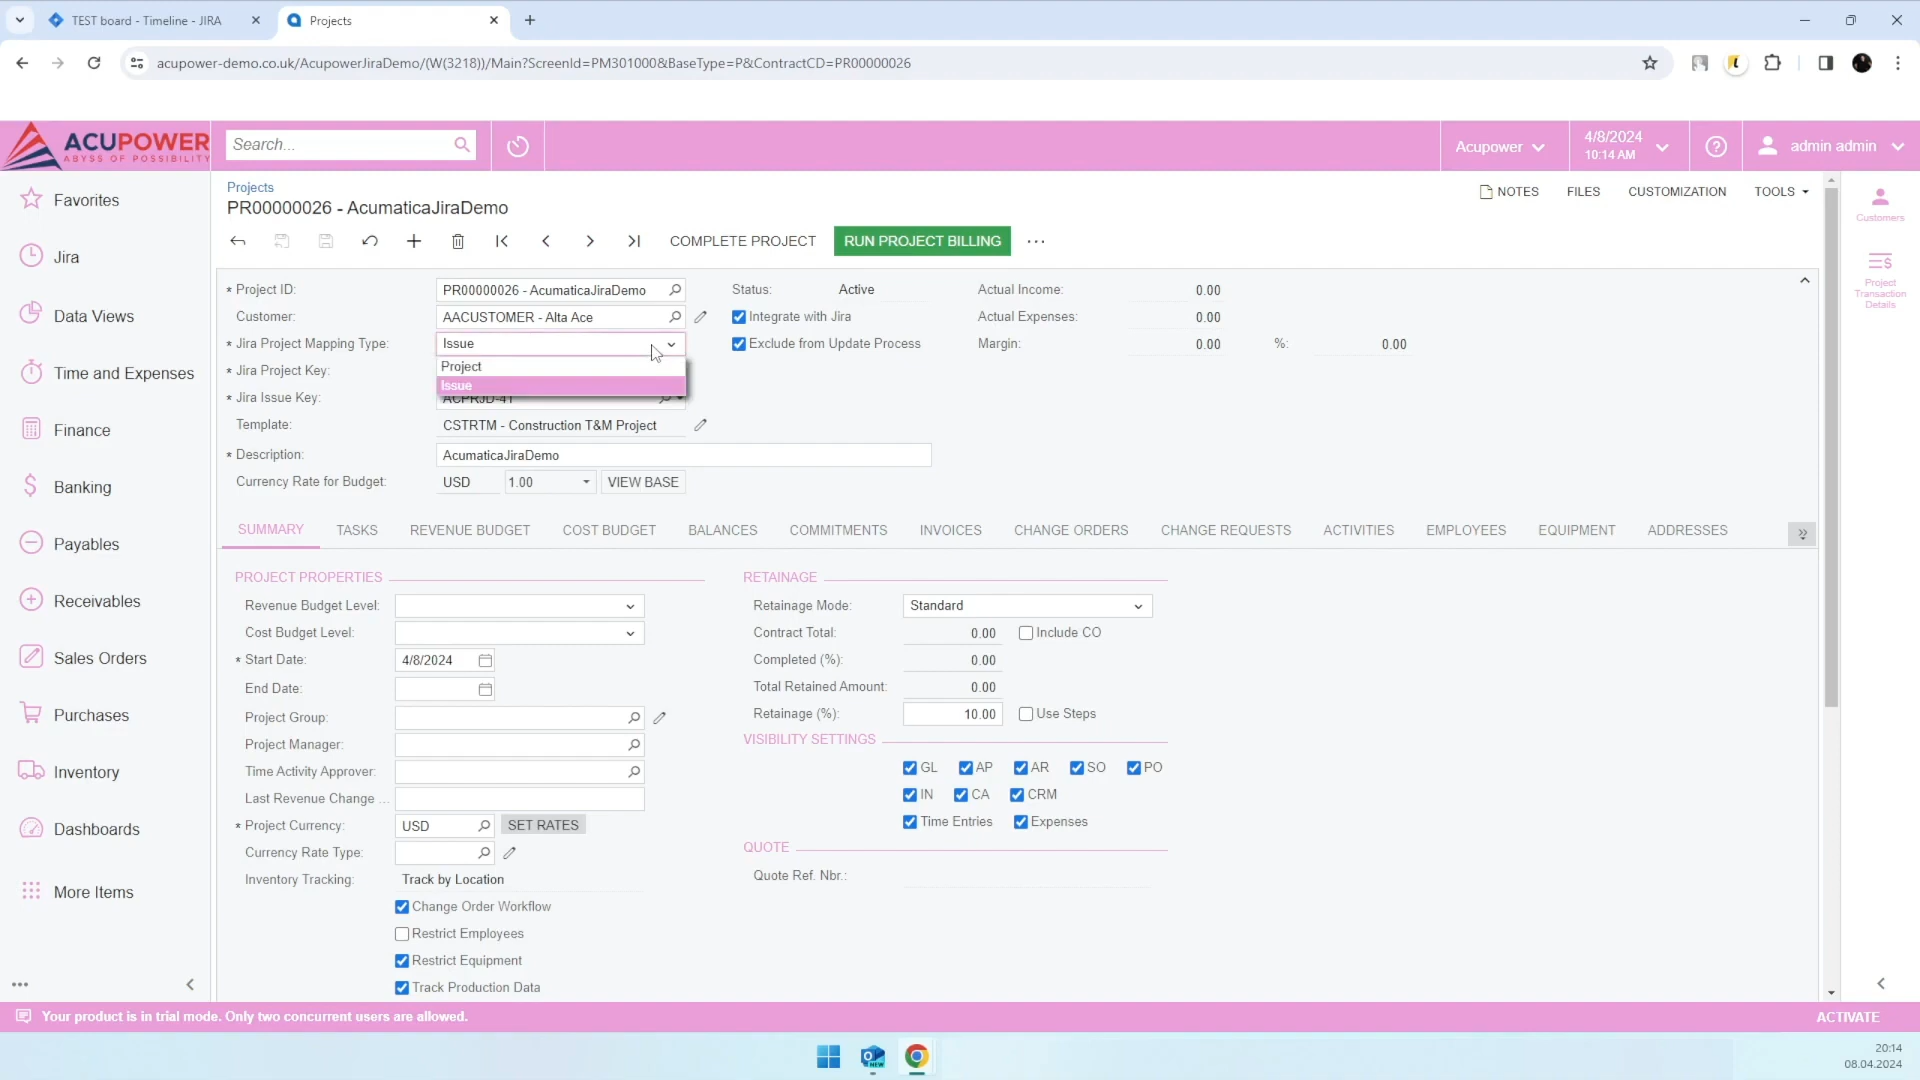 TEST board - Timeline - JIRA
Projects
acupower-demo.co.uk/AcupowerJiraDemo/(W(3218))/Main?ScreenId=PM301000&BaseType=P&ContractCD=PR00000026
ACUPOWER
ABYSS OF POSSIBILITY
Search...
Acupower
4/8/2024
10:14 AM
admin admin
Favorites
Jira
Data Views
Time and Expenses
Finance
Banking
Payables
Receivables
Sales Orders
Purchases
Inventory
Dashboards
More Items
Projects
PR00000026 - AcumaticaJiraDemo
NOTES
FILES
CUSTOMIZATION
TOOLS
COMPLETE PROJECT
RUN PROJECT BILLING
Customers
Project
Transaction
Details
* Project ID: PR00000026 - AcumaticaJiraDemo
Customer: AACUSTOMER - Alta Ace
* Jira Project Mapping Type: Issue
Project
Issue
* Jira Project Key:
* Jira Issue Key: ACPRJD-41
Template: CSTRTM - Construction T&M Project
* Description: AcumaticaJiraDemo
Currency Rate for Budget: USD 1.00 VIEW BASE
Status: Active
Integrate with Jira
Exclude from Update Process
Actual Income: 0.00
Actual Expenses: 0.00
Margin: 0.00 %: 0.00
SUMMARY TASKS REVENUE BUDGET COST BUDGET BALANCES COMMITMENTS INVOICES CHANGE ORDERS CHANGE REQUESTS ACTIVITIES EMPLOYEES EQUIPMENT ADDRESSES
PROJECT PROPERTIES
Revenue Budget Level:
Cost Budget Level:
* Start Date: 4/8/2024
End Date:
Project Group:
Project Manager:
Time Activity Approver:
Last Revenue Change ...
* Project Currency: USD SET RATES
Currency Rate Type:
Inventory Tracking: Track by Location
Change Order Workflow
Restrict Employees
Restrict Equipment
Track Production Data
RETAINAGE
Retainage Mode: Standard
Contract Total: 0.00 Include CO
Completed (%): 0.00
Total Retained Amount: 0.00
Retainage (%): 10.00 Use Steps
VISIBILITY SETTINGS
GL AP AR SO PO
IN CA CRM
Time Entries Expenses
QUOTE
Quote Ref. Nbr.:
Your product is in trial mode. Only two concurrent users are allowed.
ACTIVATE
20:14
08.04.2024